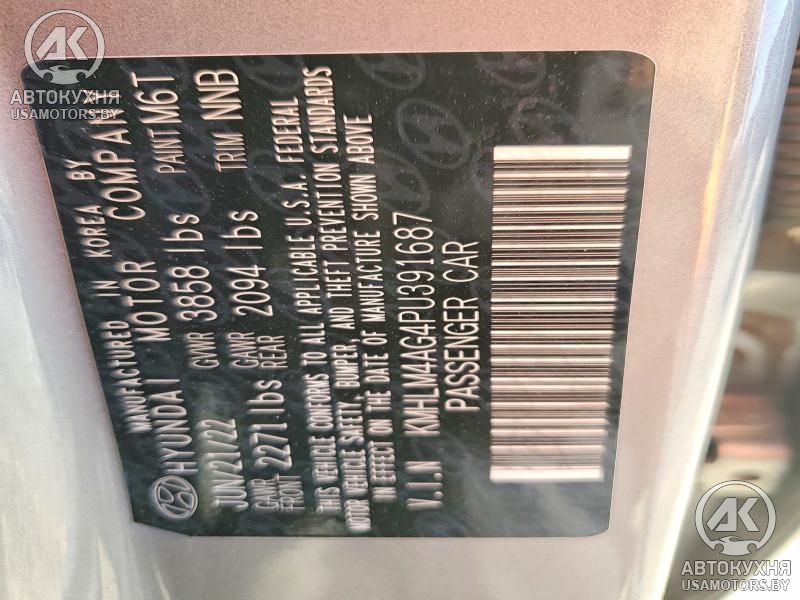 MANUFACTURED IN KOREA BY
HYUNDAI MOTOR COMPANY
JUN/21/22 GVWR 3858 lbs PAINT M6T
GAWR FRONT 2271 lbs GAWR REAR 2094 lbs TRIM NNB
THIS VEHICLE CONFORMS TO ALL APPLICABLE U.S.A. FEDERAL
MOTOR VEHICLE SAFETY, BUMPER, AND THEFT PREVENTION STANDARDS
IN EFFECT ON THE DATE OF MANUFACTURE SHOWN ABOVE
V.I.N KMHLM4AG4PU391687
PASSENGER CAR
АК
АВТОКУХНЯ
USAMOTORS.BY
АК
АВТОКУХНЯ
USAMOTORS.BY